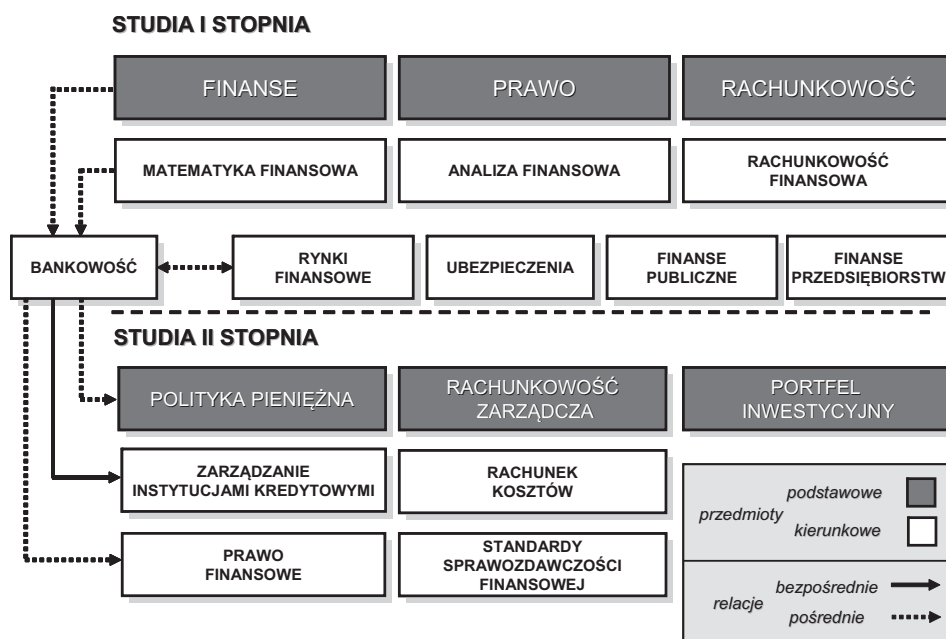 STUDIA I STOPNIA
FINANSE
PRAWO
RACHUNKOWOŚĆ
MATEMATYKA FINANSOWA
ANALIZA FINANSOWA
RACHUNKOWOŚĆ
FINANSOWA
BANKOWOŚĆ
RYNKI
FINANSOWE
UBEZPIECZENIA
FINANSE
PUBLICZNE
FINANSE
PRZEDSIĘBIORSTW
STUDIA II STOPNIA
POLITYKA PIENIĘŻNA
RACHUNKOWOŚĆ
ZARZĄDCZA
PORTFEL
INWESTYCYJNY
ZARZĄDZANIE
INSTYTUCJAMI KREDYTOWYMI
RACHUNEK
KOSZTÓW
PRAWO
FINANSOWE
STANDARDY
SPRAWOZDAWCZOŚCI
FINANSOWEJ
przedmioty
podstawowe
kierunkowe
relacje
bezpośrednie
pośrednie